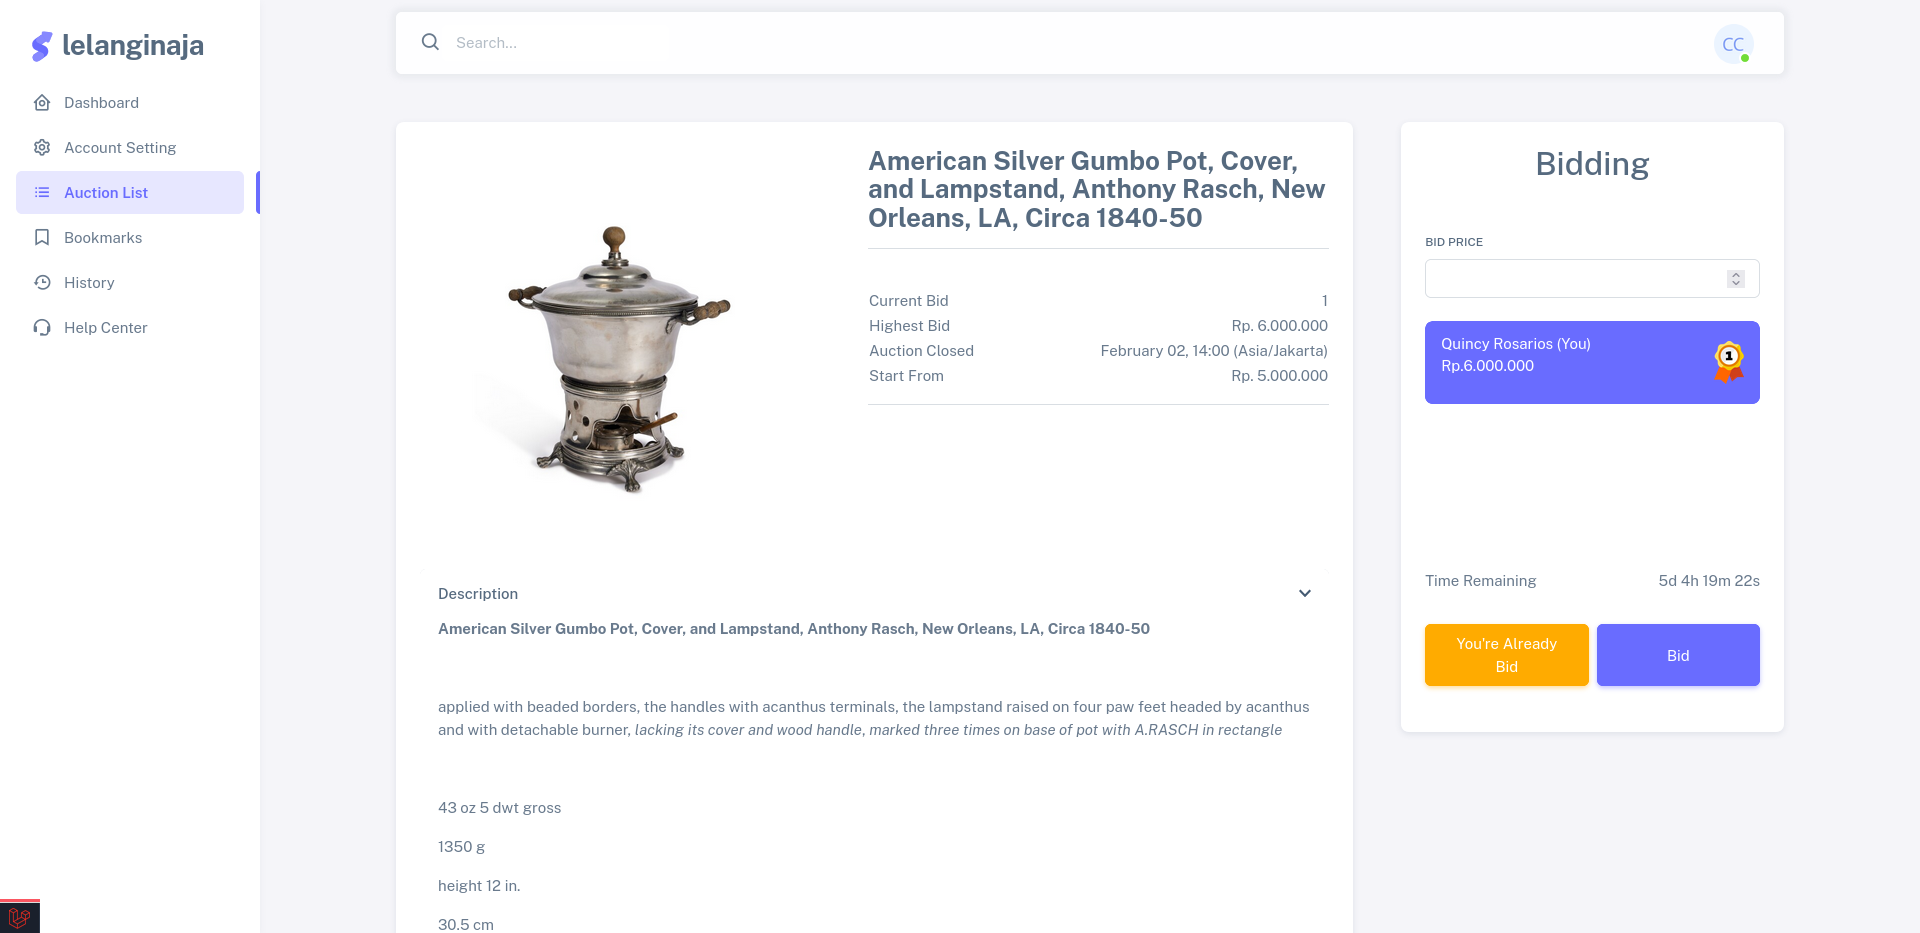 lelanginaja
Dashboard
Account Setting
Auction List
Bookmarks
History
Help Center
Search...
CC
American Silver Gumbo Pot, Cover,
and Lampstand, Anthony Rasch, New
Orleans, LA, Circa 1840-50
Current Bid 1
Highest Bid Rp. 6.000.000
Auction Closed February 02, 14:00 (Asia/Jakarta)
Start From Rp. 5.000.000
Description
American Silver Gumbo Pot, Cover, and Lampstand, Anthony Rasch, New Orleans, LA, Circa 1840-50
applied with beaded borders, the handles with acanthus terminals, the lampstand raised on four paw feet headed by acanthus
and with detachable burner, lacking its cover and wood handle, marked three times on base of pot with A.RASCH in rectangle
43 oz 5 dwt gross
1350 g
height 12 in.
30.5 cm
Bidding
BID PRICE
Quincy Rosarios (You)
Rp.6.000.000
1
Time Remaining 5d 4h 19m 22s
You're Already
Bid
Bid